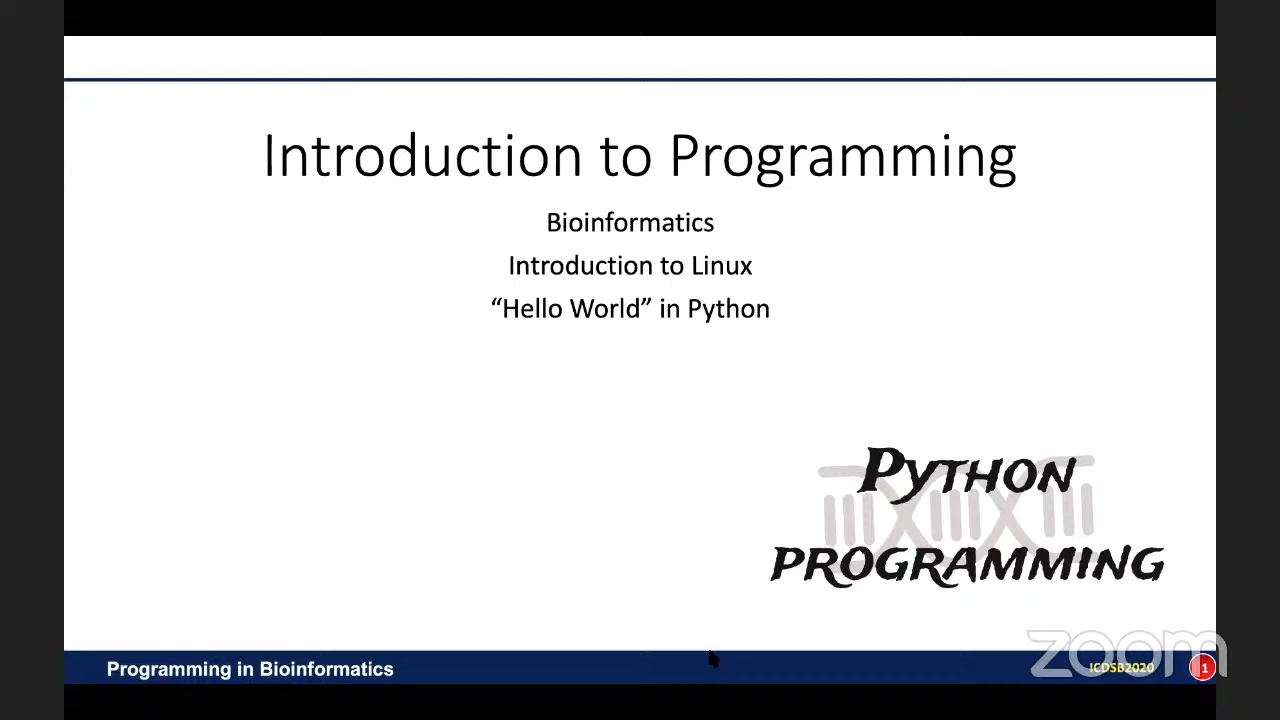 Introduction to Programming
Bioinformatics
Introduction to Linux
“Hello World” in Python
Python
PROGRAMMING
Programming in Bioinformatics
ICDSB2020
1
zoom